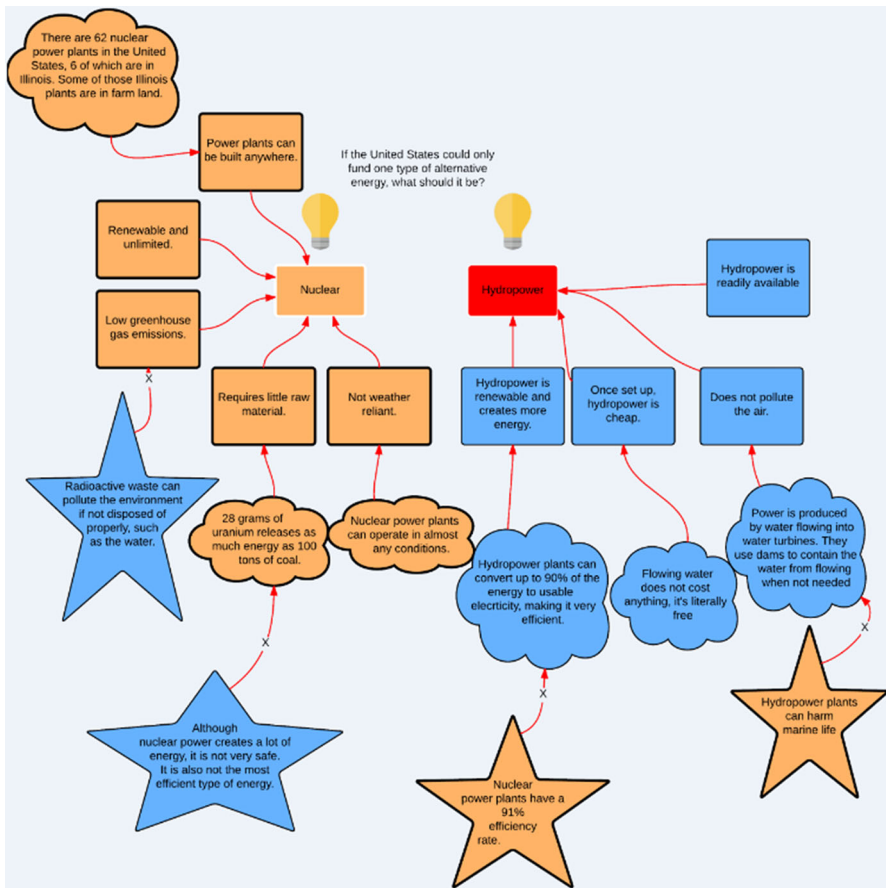 There are 62 nuclear
power plants in the United
States, 6 of which are in
Illinois. Some of those Illinois
plants are in farm land.
Power plants can
be built anywhere.
If the United States could only
fund one type of alternative
energy, what should it be?
Renewable and
unlimited.
Nuclear
Hydropower
Hydropower is
readily available
Low greenhouse
gas emissions.
X
Requires little raw
material.
Not weather
reliant.
Hydropower is
renewable and
creates more
energy.
Once set up,
hydropower is
cheap.
Does not pollute
the air.
Radioactive waste can
pollute the environment
if not disposed of
properly, such
as the water.
28 grams of
uranium releases as
much energy as 100
tons of coal.
Nuclear power plants
can operate in almost
any conditions.
Hydropower plants can
convert up to 90% of the
energy to usable
elecrticity, making it very
efficient.
Flowing water
does not cost
anything, it's literally
free
Power is produced
by water flowing into
water turbines. They
use dams to contain the
water from flowing
when not needed
X
X
X
Although
nuclear power creates a lot of
energy, it is not very safe.
It is also not the most
efficient type of energy.
Nuclear
power plants have a
91%
efficiency
rate.
Hydropower plants
can harm
marine life